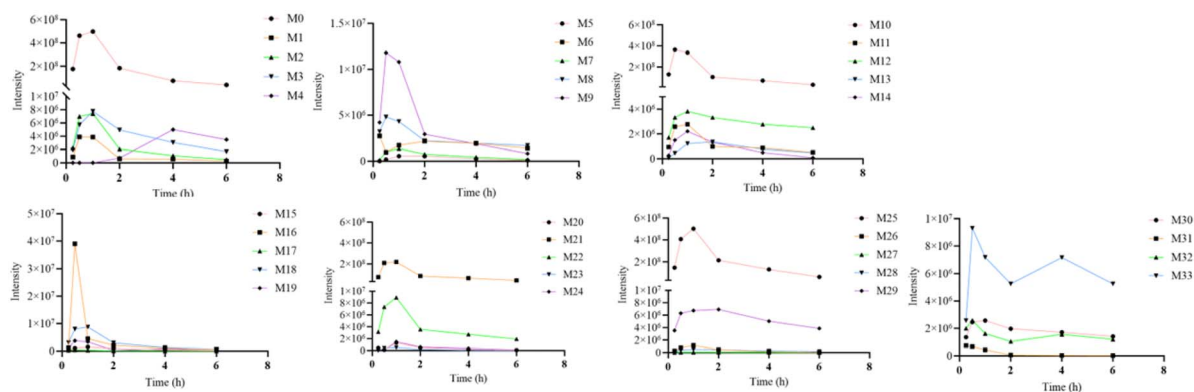 6×10⁸
4×10⁸
2×10⁸
8×10⁶
6×10⁶
4×10⁶
2×10⁶
0
Intensity
0 2 4 6 8
Time (h)
M0
M1
M2
M3
M4
1.5×10⁷
1×10⁷
5×10⁶
0
Intensity
0 2 4 6 8
Time (h)
M5
M6
M7
M8
M9
6×10⁸
4×10⁸
2×10⁸
4×10⁶
2×10⁶
0
Intensity
0 2 4 6 8
Time (h)
M10
M11
M12
M13
M14
5×10⁷
4×10⁷
3×10⁷
2×10⁷
1×10⁷
0
Intensity
0 2 4 6 8
Time (h)
M15
M16
M17
M18
M19
8×10⁸
6×10⁸
4×10⁸
2×10⁸
1×10⁷
8×10⁶
6×10⁶
4×10⁶
2×10⁶
0
Intensity
0 2 4 6 8
Time (h)
M20
M21
M22
M23
M24
6×10⁸
4×10⁸
2×10⁸
1×10⁷
8×10⁶
6×10⁶
4×10⁶
2×10⁶
0
Intensity
0 2 4 6 8
Time (h)
M25
M26
M27
M28
M29
1×10⁷
8×10⁶
6×10⁶
4×10⁶
2×10⁶
0
Intensity
0 2 4 6 8
Time (h)
M30
M31
M32
M33